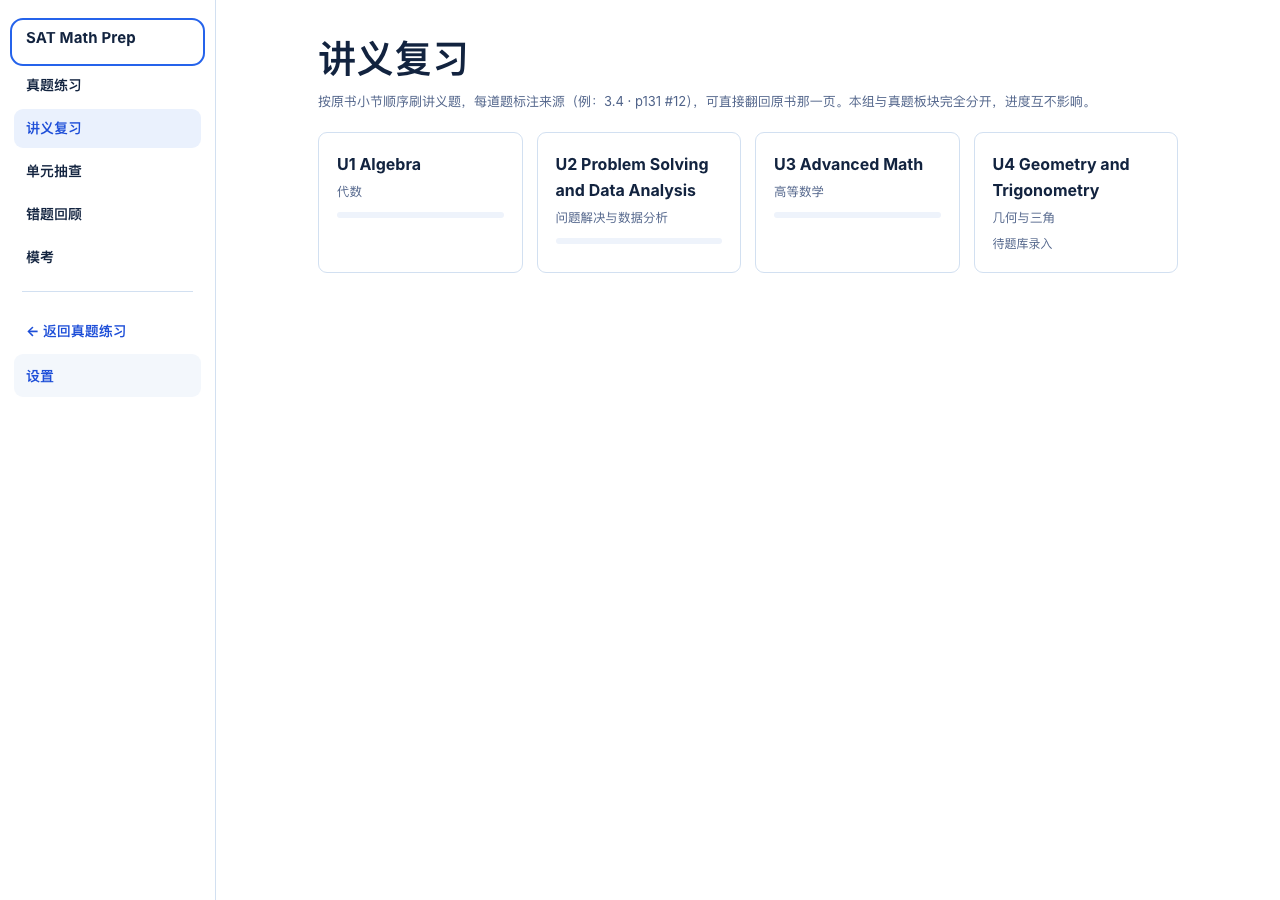 SAT Math Prep
真题练习
讲义复习
单元抽查
错题回顾
模考
← 返回真题练习
设置
讲义复习
按原书小节顺序刷讲义题，每道题标注来源（例：3.4 · p131 #12），可直接翻回原书那一页。本组与真题板块完全分开，进度互不影响。
U1 Algebra
代数
U2 Problem Solving
and Data Analysis
问题解决与数据分析
U3 Advanced Math
高等数学
U4 Geometry and
Trigonometry
几何与三角
待题库录入